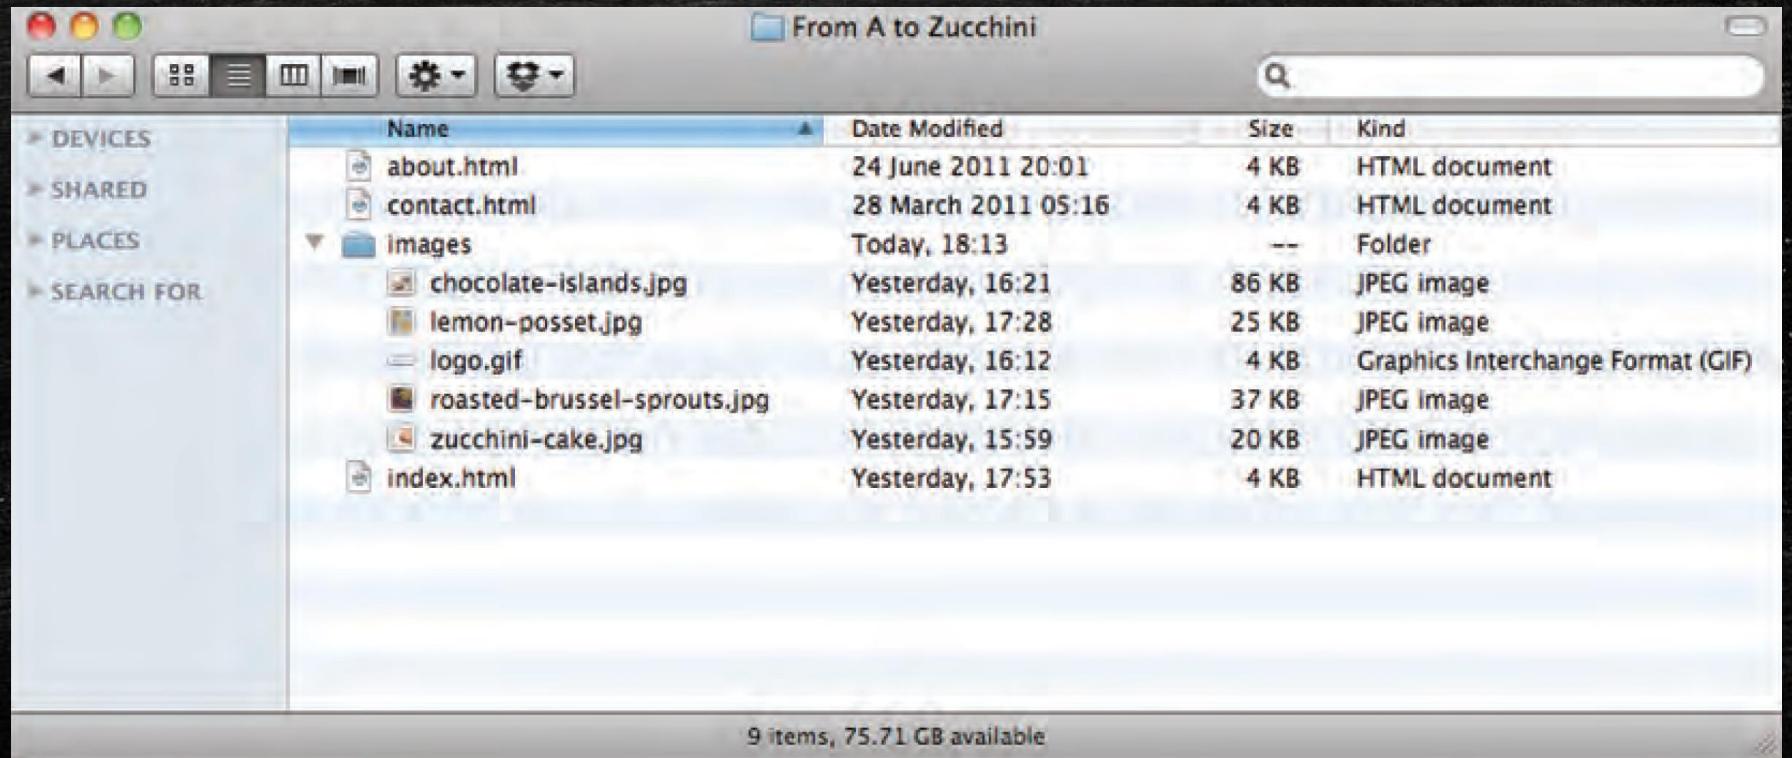 From A to Zucchini
DEVICES
SHARED
PLACES
SEARCH FOR
Name Date Modified Size Kind
about.html 24 June 2011 20:01 4 KB HTML document
contact.html 28 March 2011 05:16 4 KB HTML document
images Today, 18:13 -- Folder
chocolate-islands.jpg Yesterday, 16:21 86 KB JPEG image
lemon-posset.jpg Yesterday, 17:28 25 KB JPEG image
logo.gif Yesterday, 16:12 4 KB Graphics Interchange Format (GIF)
roasted-brussel-sprouts.jpg Yesterday, 17:15 37 KB JPEG image
zucchini-cake.jpg Yesterday, 15:59 20 KB JPEG image
index.html Yesterday, 17:53 4 KB HTML document
9 items, 75.71 GB available